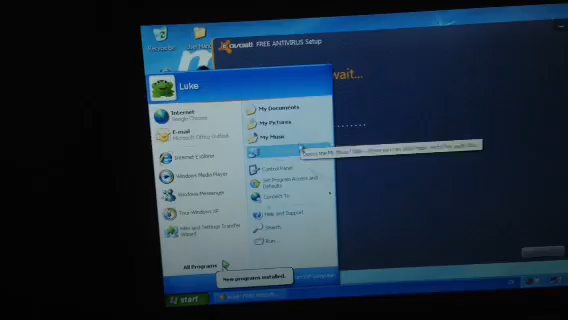 Recycle Bin
avast! FREE ANTIVIRUS Setup
wait...
Luke
Internet
Google Chrome
E-mail
Microsoft Office Outlook
Internet Explorer
Windows Media Player
Windows Messenger
Tour Windows XP
Files and Settings Transfer
Wizard
All Programs
My Documents
My Pictures
My Music
Control Panel
Set Program Access and
Defaults
Connect To
Help and Support
Search
Run...
New programs installed.
Off Computer
start